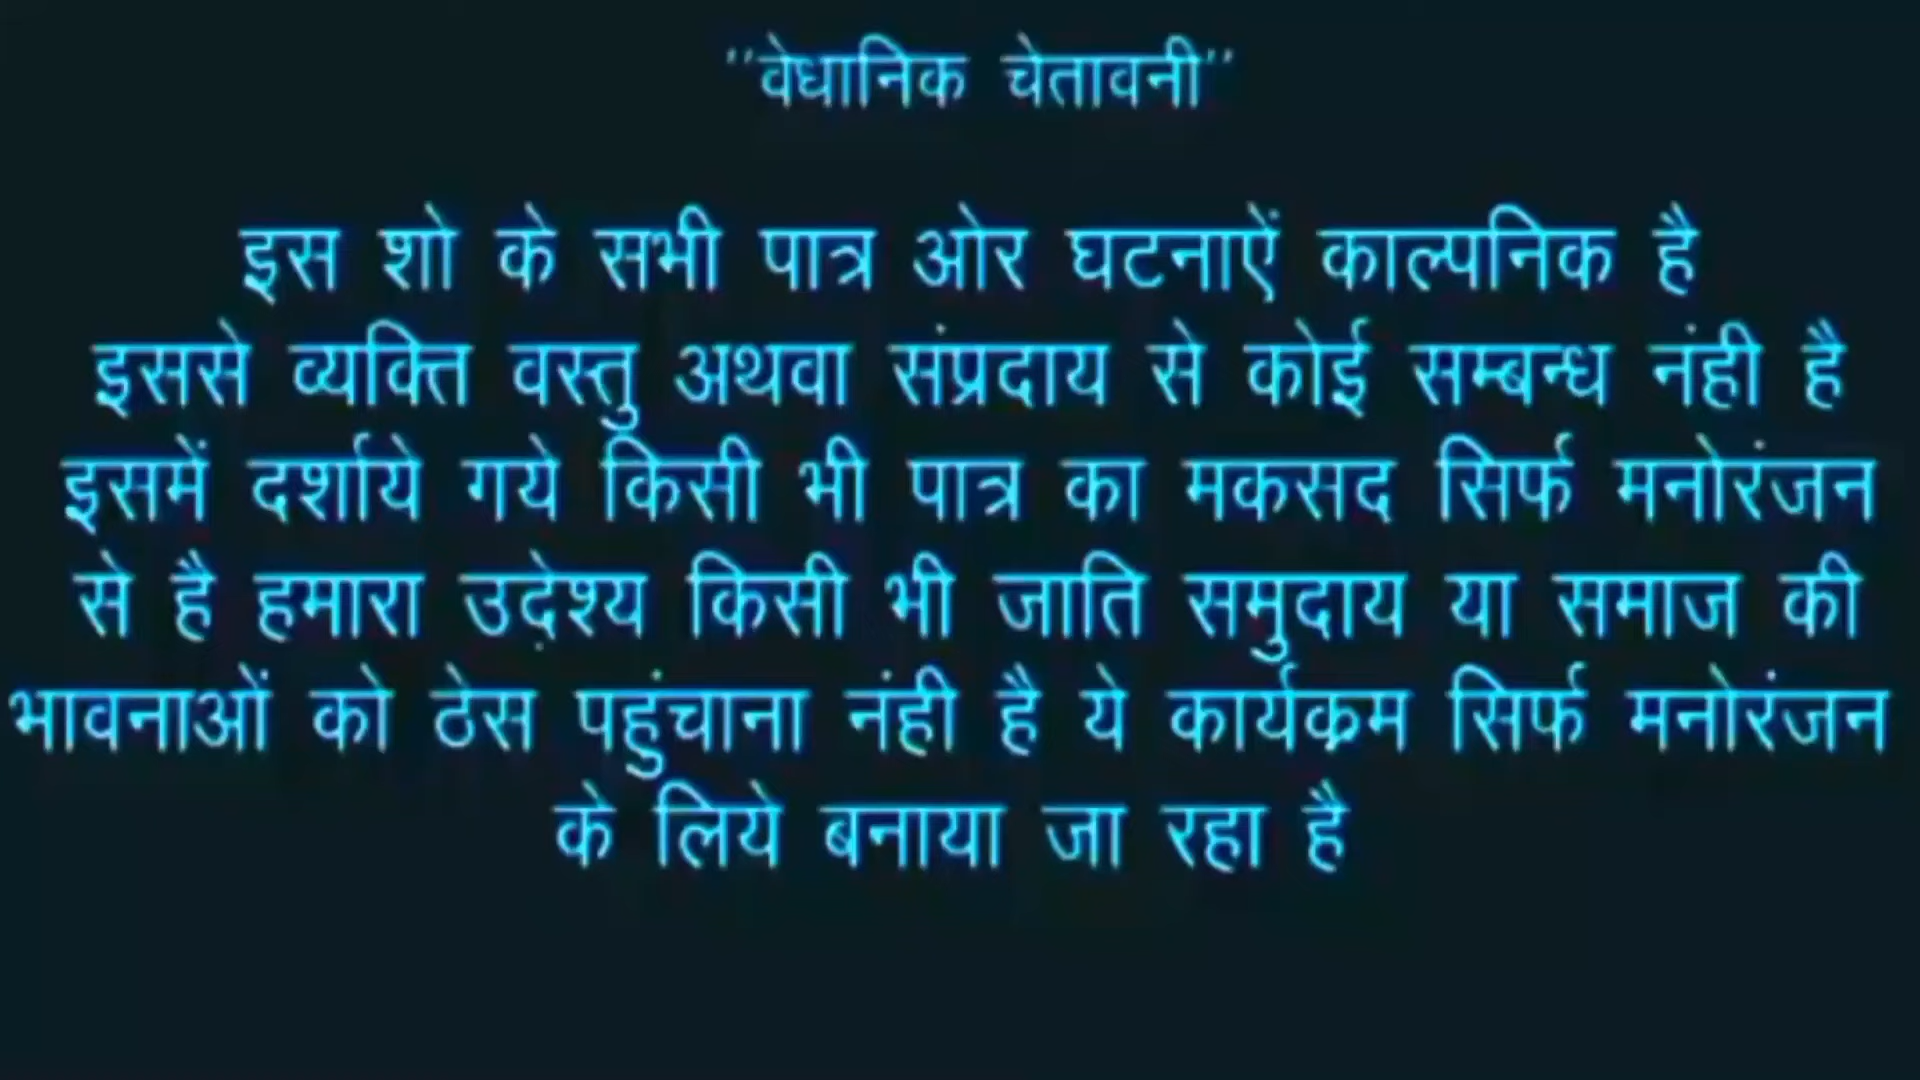 "वेधानिक चेतावनी"
इस शो के सभी पात्र ओर घटनाऐं काल्पनिक है
इससे व्यक्ति वस्तु अथवा संप्रदाय से कोई सम्बन्ध नंही है
इसमें दर्शाये गये किसी भी पात्र का मकसद सिर्फ मनोरंजन
से है हमारा उद़ेश्य किसी भी जाति समुदाय या समाज की
भावनाओं को ठेस पहुंचाना नंही है ये कार्यक्रम सिर्फ मनोरंजन
के लिये बनाया जा रहा है